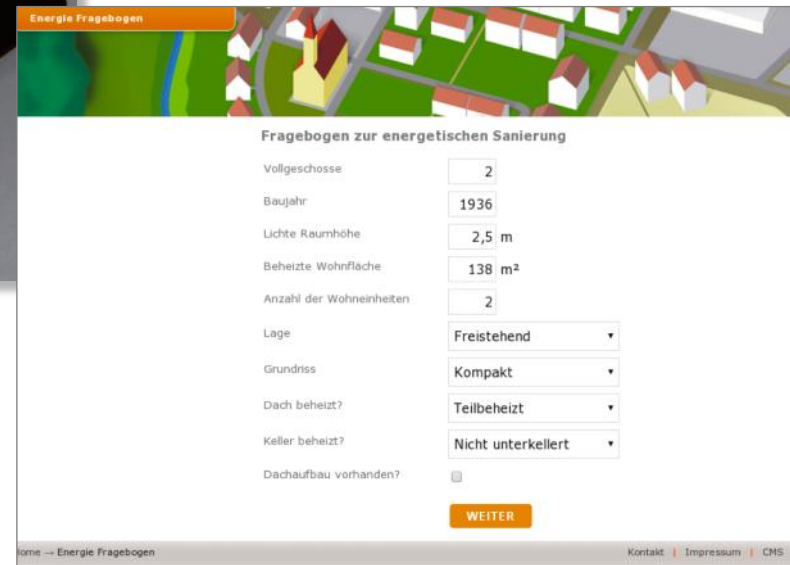 Energie Fragebogen
Fragebogen zur energetischen Sanierung
Vollgeschosse 2
Baujahr 1936
Lichte Raumhöhe 2,5 m
Beheizte Wohnfläche 138 m²
Anzahl der Wohneinheiten 2
Lage Freistehend
Grundriss Kompakt
Dach beheizt? Teilbeheizt
Keller beheizt? Nicht unterkellert
Dachaufbau vorhanden?
WEITER
ome → Energie Fragebogen Kontakt | Impressum | CMS